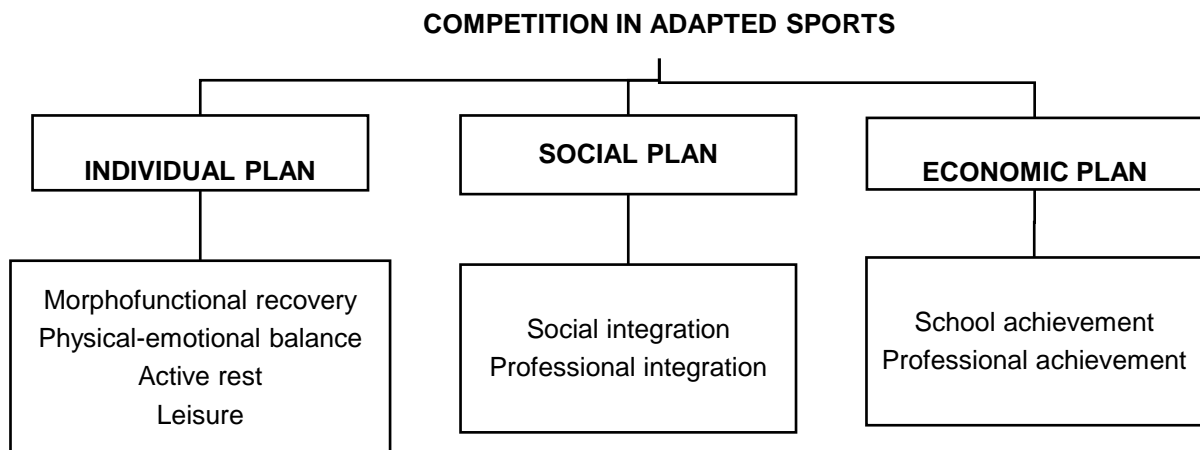 COMPETITION IN ADAPTED SPORTS
INDIVIDUAL PLAN
SOCIAL PLAN
ECONOMIC PLAN
Morphofunctional recovery
Physical-emotional balance
Active rest
Leisure
Social integration
Professional integration
School achievement
Professional achievement